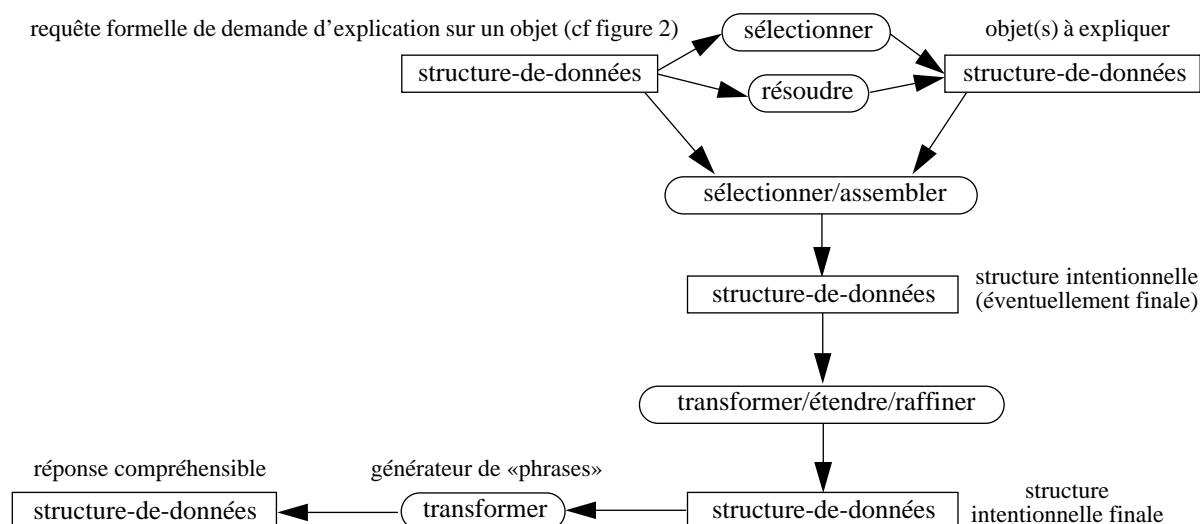 requête formelle de demande d'explication sur un objet (cf figure 2)
sélectionner
objet(s) à expliquer
structure-de-données
résoudre
structure-de-données
sélectionner/assembler
structure-de-données
structure intentionnelle
(éventuellement finale)
transformer/étendre/raffiner
réponse compréhensible
générateur de «phrases»
structure-de-données
transformer
structure-de-données
structure
intentionnelle finale